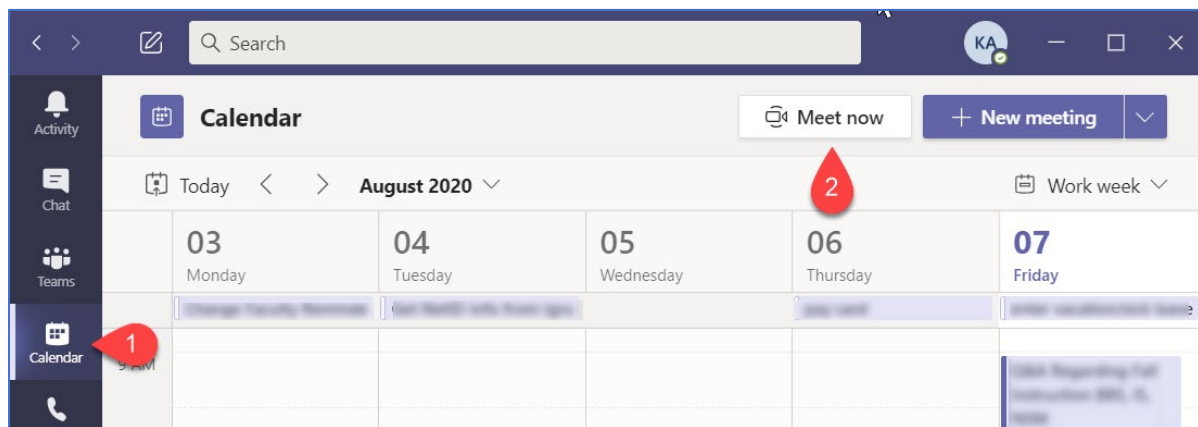 Search
KA
Activity
Calendar
Meet now
New meeting
Chat
Today
August 2020
2
Work week
Teams
03
04
05
06
07
Monday
Tuesday
Wednesday
Thursday
Friday
Calendar
1
9 AM